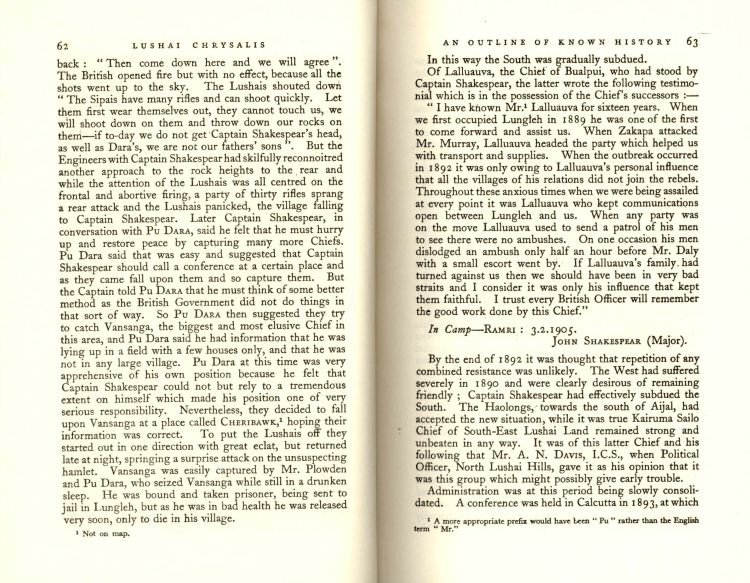 62 LUSHAI CHRYSALIS
back : “ Then come down here and we will agree ”.
The British opened fire but with no effect, because all the
shots went up to the sky. The Lushais shouted down
“ The Sipais have many rifles and can shoot quickly. Let
them first wear themselves out, they cannot touch us, we
will shoot down on them and throw down our rocks on
them—if to-day we do not get Captain Shakespear's head,
as well as Dara's, we are not our fathers' sons ”. But the
Engineers with Captain Shakespear had skilfully reconnoitred
another approach to the rock heights to the rear and
while the attention of the Lushais was all centred on the
frontal and abortive firing, a party of thirty rifles sprang
a rear attack and the Lushais panicked, the village falling
to Captain Shakespear. Later Captain Shakespear, in
conversation with PU DARA, said he felt that he must hurry
up and restore peace by capturing many more Chiefs.
Pu Dara said that was easy and suggested that Captain
Shakespear should call a conference at a certain place and
as they came fall upon them and so capture them. But
the Captain told PU DARA that he must think of some better
method as the British Government did not do things in
that sort of way. So PU DARA then suggested they try
to catch Vansanga, the biggest and most elusive Chief in
this area, and Pu Dara said he had information that he was
lying up in a field with a few houses only, and that he was
not in any large village. Pu Dara at this time was very
apprehensive of his own position because he felt that
Captain Shakespear could not but rely to a tremendous
extent on himself which made his position one of very
serious responsibility. Nevertheless, they decided to fall
upon Vansanga at a place called CHERIBAWK,¹ hoping their
information was correct. To put the Lushais off they
started out in one direction with great eclat, but returned
late at night, springing a surprise attack on the unsuspecting
hamlet. Vansanga was easily captured by Mr. Plowden
and Pu Dara, who seized Vansanga while still in a drunken
sleep. He was bound and taken prisoner, being sent to
jail in Lungleh, but as he was in bad health he was released
very soon, only to die in his village.
¹ Not on map.
AN OUTLINE OF KNOWN HISTORY 63
In this way the South was gradually subdued.
Of Lalluauva, the Chief of Bualpui, who had stood by
Captain Shakespear, the latter wrote the following testimo-
nial which is in the possession of the Chief's successors :—
“ I have known Mr.¹ Lalluauva for sixteen years. When
we first occupied Lungleh in 1889 he was one of the first
to come forward and assist us. When Zakapa attacked
Mr. Murray, Lalluauva headed the party which helped us
with transport and supplies. When the outbreak occurred
in 1892 it was only owing to Lalluauva's personal influence
that all the villages of his relations did not join the rebels.
Throughout these anxious times when we were being assailed
at every point it was Lalluauva who kept communications
open between Lungleh and us. When any party was
on the move Lalluauva used to send a patrol of his men
to see there were no ambushes. On one occasion his men
dislodged an ambush only half an hour before Mr. Daly
with a small escort went by. If Lalluauva's family had
turned against us then we should have been in very bad
straits and I consider it was only his influence that kept
them faithful. I trust every British Officer will remember
the good work done by this Chief.”
In Camp—RAMRI : 3.2.1905.
JOHN SHAKESPEAR (Major).
By the end of 1892 it was thought that repetition of any
combined resistance was unlikely. The West had suffered
severely in 1890 and were clearly desirous of remaining
friendly ; Captain Shakespear had effectively subdued the
South. The Haolongs, towards the south of Aijal, had
accepted the new situation, while it was true Kairuma Sailo
Chief of South-East Lushai Land remained strong and
unbeaten in any way. It was of this latter Chief and his
following that Mr. A. N. DAVIS, I.C.S., when Political
Officer, North Lushai Hills, gave it as his opinion that it
was this group which might possibly give early trouble.
Administration was at this period being slowly consoli-
dated. A conference was held in Calcutta in 1893, at which
¹ A more appropriate prefix would have been “ Pu ” rather than the English
term “ Mr.”